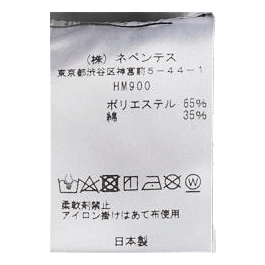 (株) ネペンテス
東京都渋谷区神宮前5-44-1
HM900
ポリエステル 65%
綿 35%
柔軟剤禁止
アイロン掛けはあて布使用
日本製